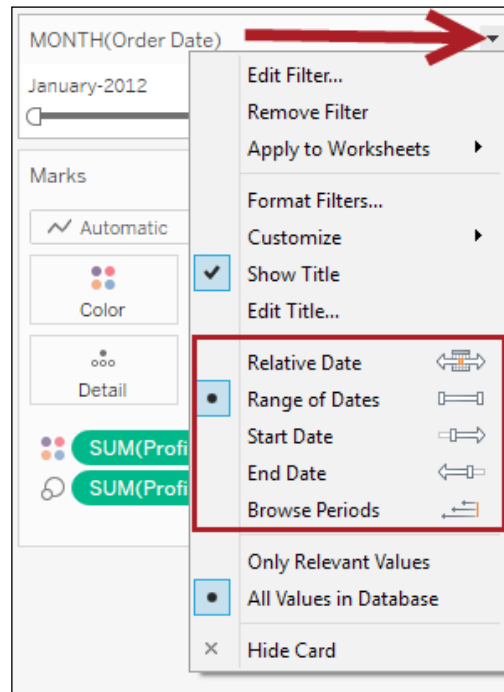 MONTH(Order Date)
January-2012
Edit Filter...
Remove Filter
Apply to Worksheets
Format Filters...
Customize
Show Title
Edit Title...
Relative Date
Range of Dates
Start Date
End Date
Browse Periods
Only Relevant Values
All Values in Database
Hide Card
Marks
Automatic
Color
Detail
SUM(Profi
SUM(Profi